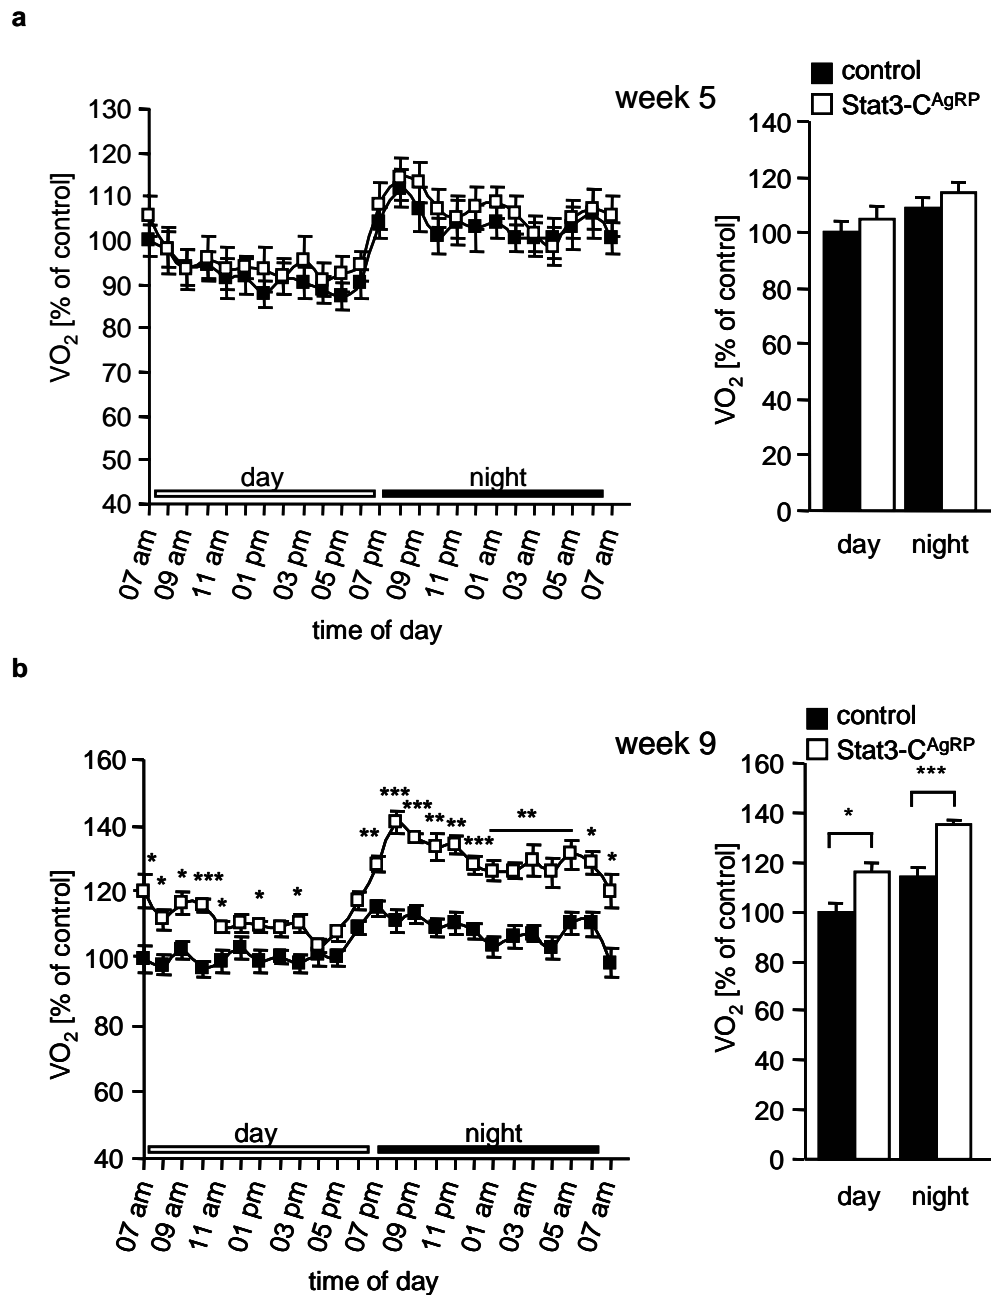 a
week 5
control
Stat3-C^AgRP
130
120
110
100
90
80
70
60
50
40
VO2 [% of control]
day
night
07 am
09 am
11 am
01 pm
03 pm
05 pm
07 pm
09 pm
11 pm
01 am
03 am
05 am
07 am
time of day
140
120
100
80
60
40
20
0
VO2 [% of control]
day
night
b
week 9
control
Stat3-C^AgRP
160
140
120
100
80
60
40
VO2 [% of control]
*
*
*
***
*
*
*
**
***
***
**
**
***
**
*
*
day
night
07 am
09 am
11 am
01 pm
03 pm
05 pm
07 pm
09 pm
11 pm
01 am
03 am
05 am
07 am
time of day
160
140
120
100
80
60
40
20
0
VO2 [% of control]
*
***
day
night